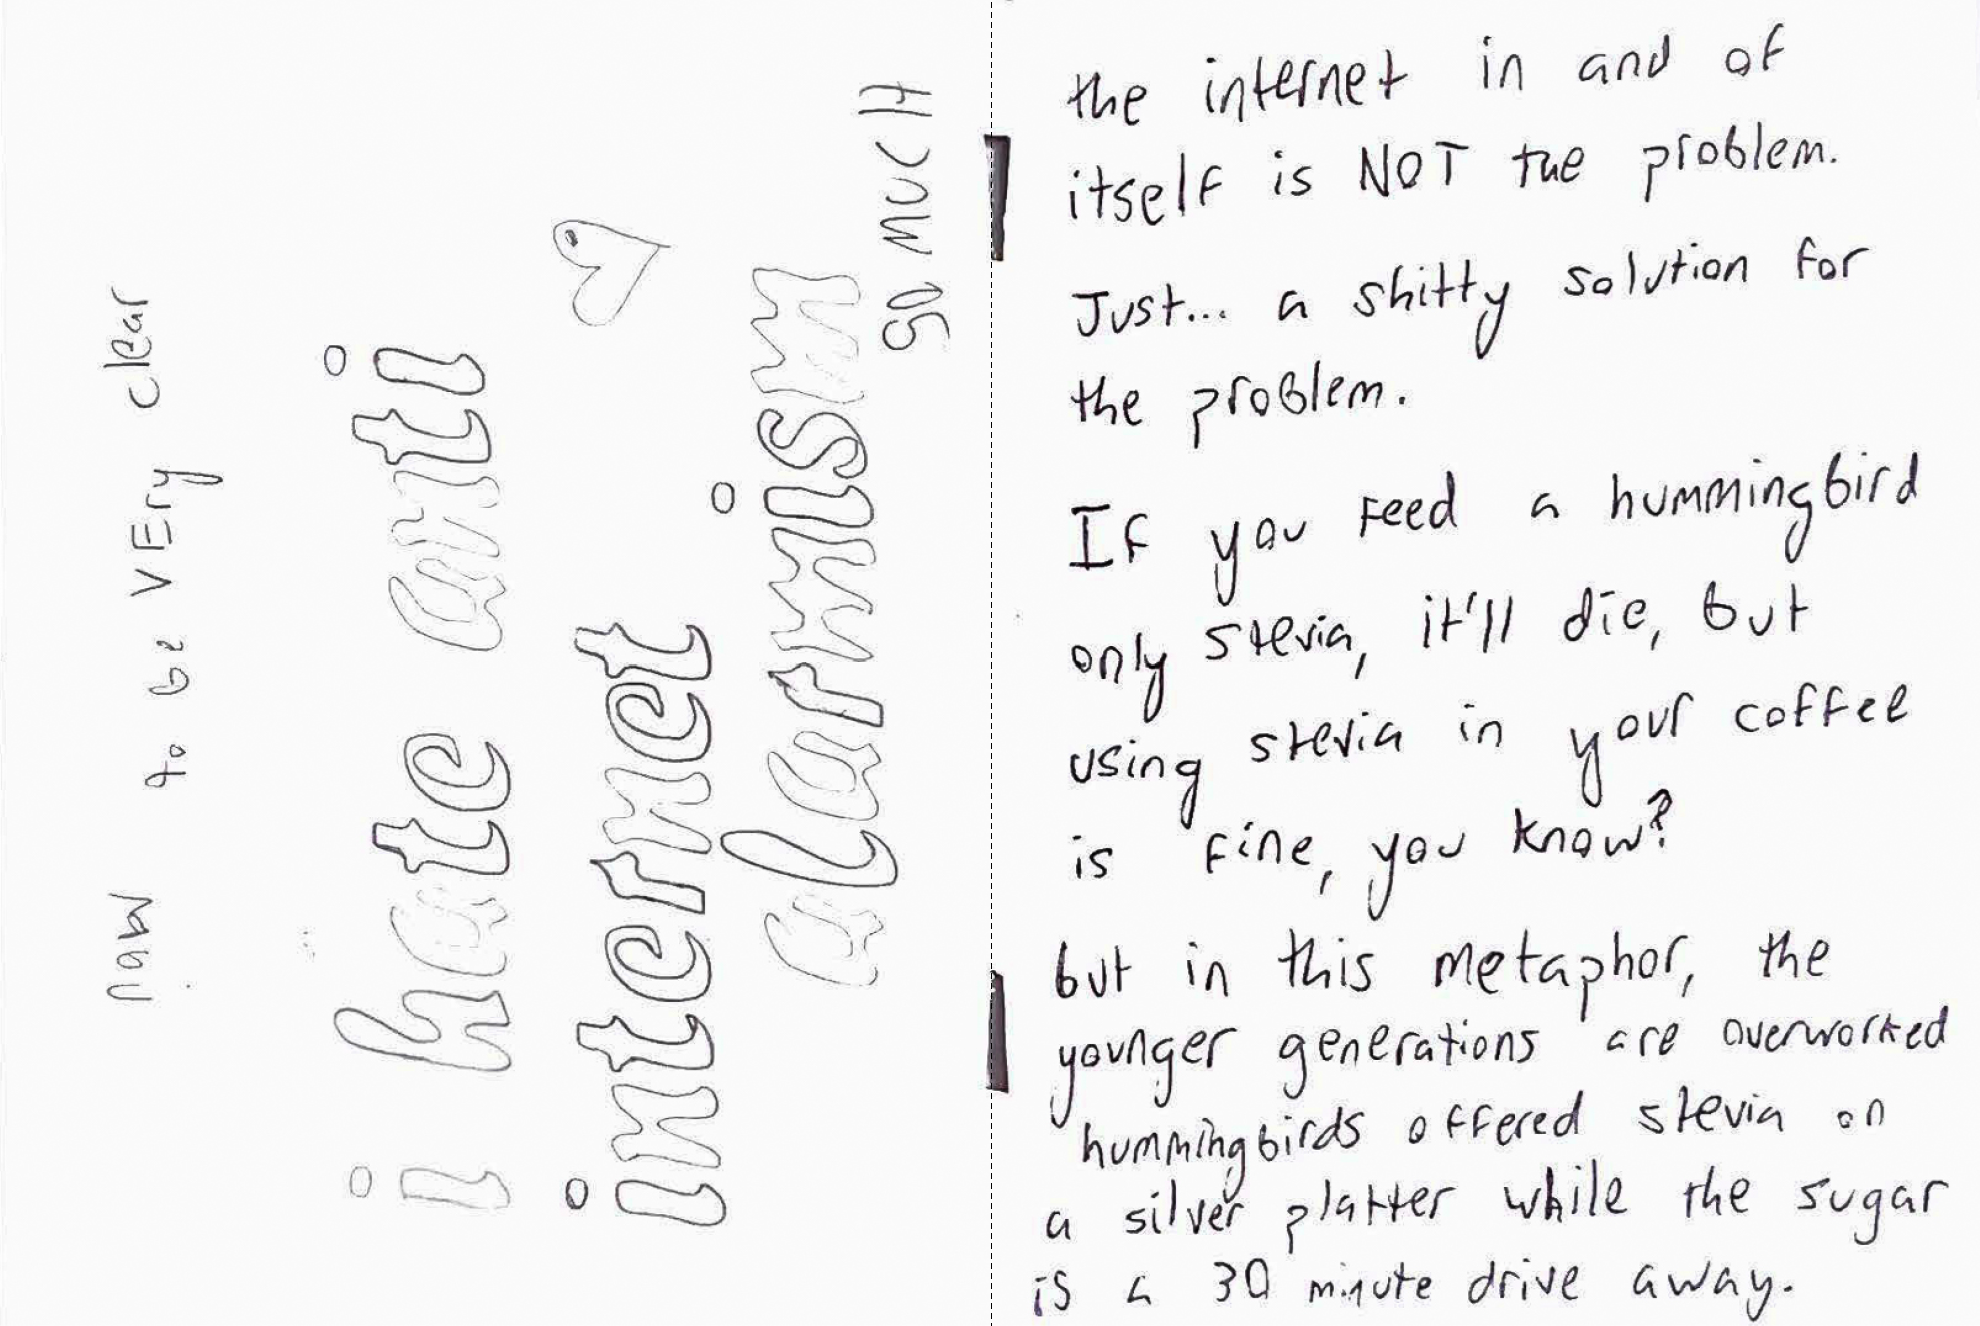 now to be VEry clear
i hate anti
internet
alarmism
so mucH
the internet in and of
itself is NOT the problem.
Just... a shitty solution for
the problem.
If you feed a hummingbird
only stevia, it'll die, but
using stevia in your coffee
is fine, you know?
but in this metaphor, the
younger generations are overworked
hummingbirds offered stevia on
a silver platter while the sugar
is a 30 minute drive away.